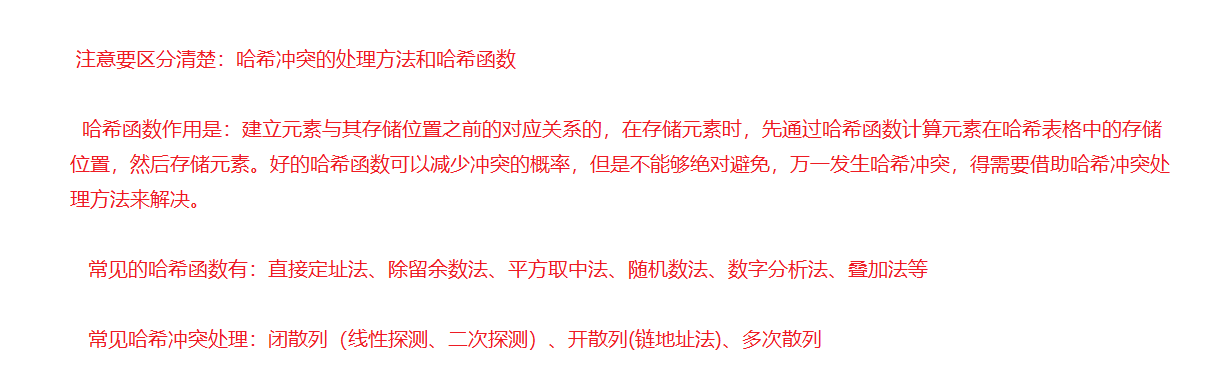 注意要区分清楚：哈希冲突的处理方法和哈希函数
哈希函数作用是：建立元素与其存储位置之前的对应关系的，在存储元素时，先通过哈希函数计算元素在哈希表格中的存储
位置，然后存储元素。好的哈希函数可以减少冲突的概率，但是不能够绝对避免，万一发生哈希冲突，得需要借助哈希冲突处
理方法来解决。
常见的哈希函数有：直接定址法、除留余数法、平方取中法、随机数法、数字分析法、叠加法等
常见哈希冲突处理：闭散列（线性探测、二次探测）、开散列(链地址法)、多次散列